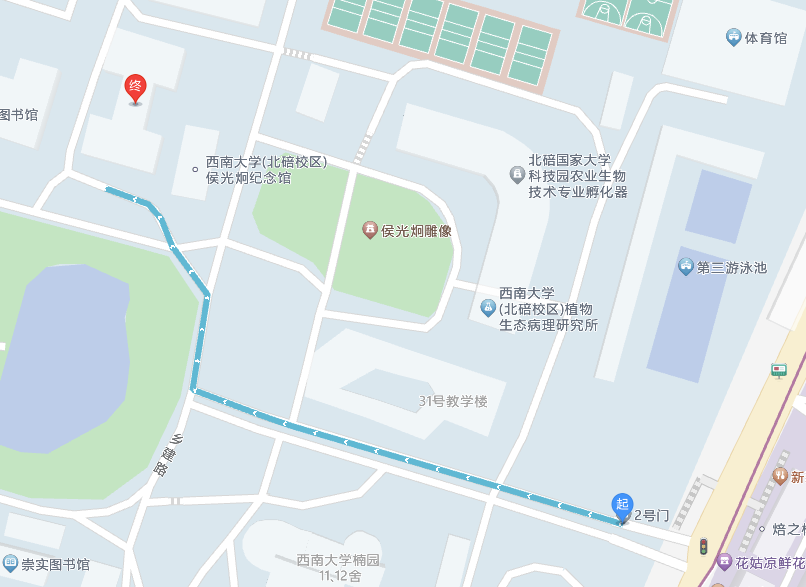 体育馆
终
图书馆
西南大学(北碚校区)
侯光炯纪念馆
北碚国家大学
科技园农业生物
技术专业孵化器
侯光炯雕像
第二游泳池
西南大学
(北碚校区)植物
生态病理研究所
31号教学楼
乡建路
新
起
2号门
焙之
西南大学楠园
11,12舍
崇实图书馆
花姑凉鲜花